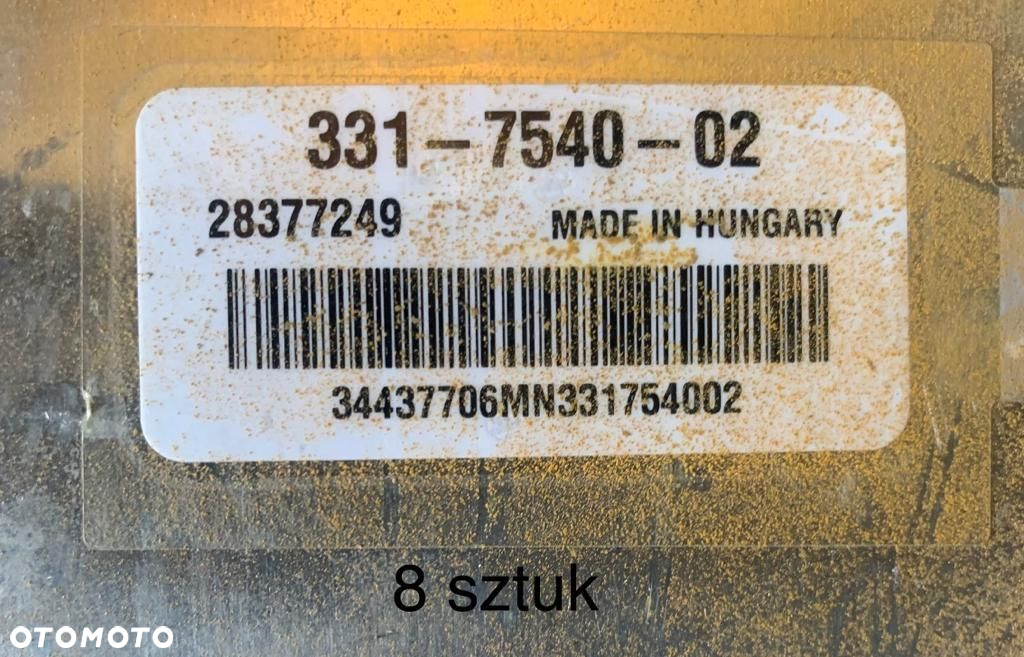 331-7540-02
28377249 MADE IN HUNGARY
34437706MN331754002
8 sztuk
OTOMOTO